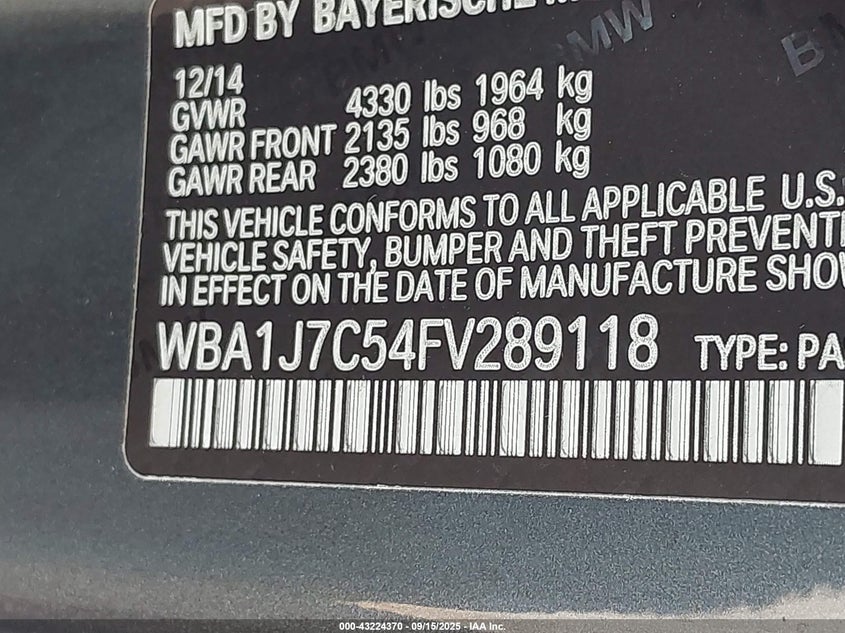 MFD BY BAYERISCHE
12/14
GVWR 4330 lbs 1964 kg
GAWR FRONT 2135 lbs 968 kg
GAWR REAR 2380 lbs 1080 kg
THIS VEHICLE CONFORMS TO ALL APPLICABLE U.S.
VEHICLE SAFETY, BUMPER AND THEFT PREVENTI
IN EFFECT ON THE DATE OF MANUFACTURE SHOW
WBA1J7C54FV289118 TYPE: PA
000-43224370 - 09/15/2025 - IAA Inc.